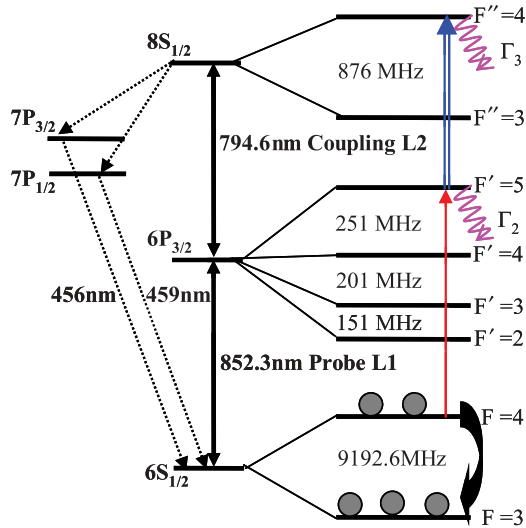 F″=4
8S1/2
Γ3
876 MHz
7P3/2
F″=3
794.6nm Coupling L2
7P1/2
F′=5
251 MHz
Γ2
6P3/2
F′=4
201 MHz
456nm
459nm
F′=3
151 MHz
F′=2
852.3nm Probe L1
F =4
9192.6MHz
6S1/2
F=3